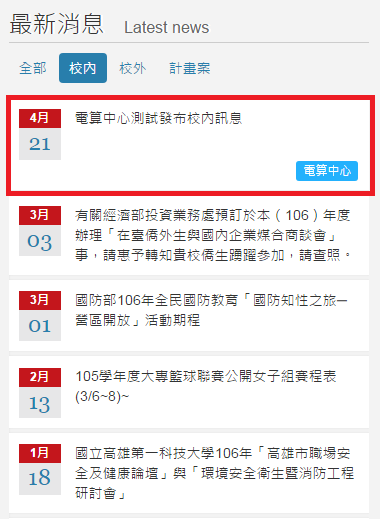 最新消息 Latest news
全部 校內 校外 計畫案
4月
21
電算中心測試發布校內訊息
電算中心
3月
03
有關經濟部投資業務處預訂於本（106）年度
辦理「在臺僑外生與國內企業媒合商談會」
事，請惠予轉知貴校僑生踴躍參加，請查照。
3月
01
國防部106年全民國防教育「國防知性之旅─
營區開放」活動期程
2月
13
105學年度大專籃球聯賽公開女子組賽程表
(3/6~8)~
1月
18
國立高雄第一科技大學106年「高雄市職場安
全及健康論壇」與「環境安全衛生暨消防工程
研討會」